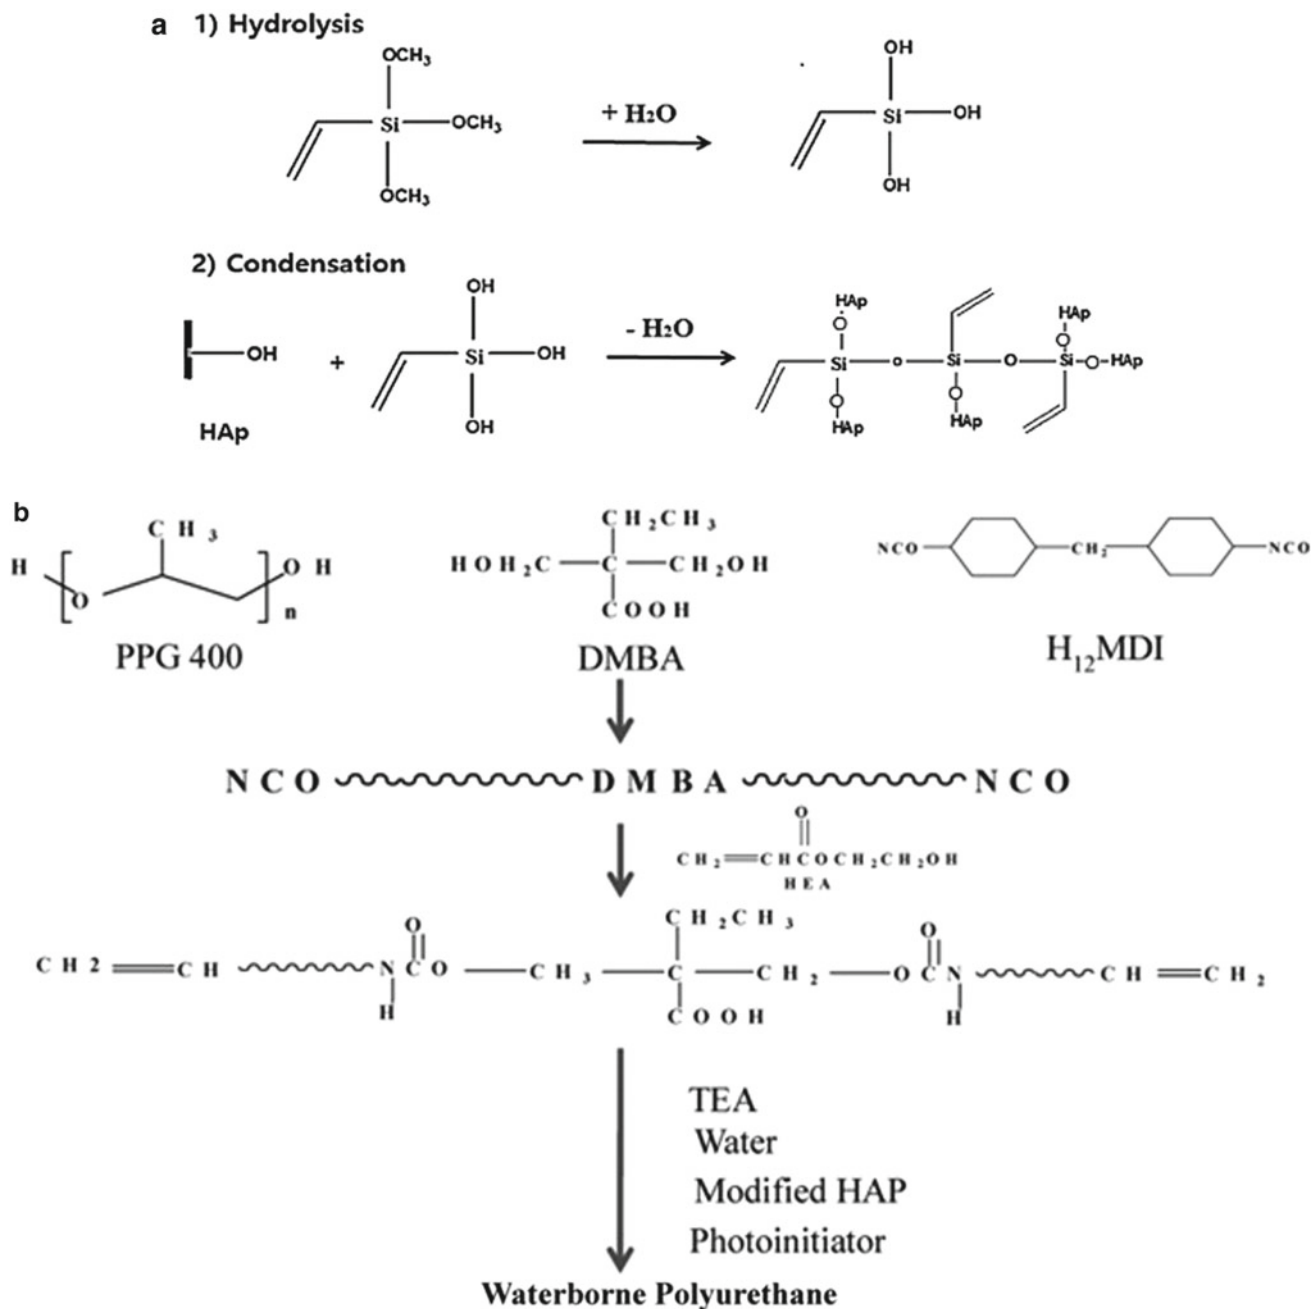 a 1) Hydrolysis
OCH₃
Si OCH₃
OCH₃
+ H₂O
OH
Si OH
OH
2) Condensation
OH
HAp
+
OH
Si OH
OH
- H₂O
HAp
O
Si o Si O Si O HAp
O
HAp
O
HAp
HAp
O
b
H [ O CH₃ ]n OH
PPG 400
CH₂CH₃
HOH₂C C CH₂OH
COOH
DMBA
NCO CH₂ NCO
H₁₂MDI
NCO DMBA NCO
O
CH₂ CHCOCH₂CH₂OH
HEA
CH₂CH₃
O O
CH2 CH NCO CH₃ C CH₂ OCN CH CH₂
H COOH H
TEA
Water
Modified HAP
Photoinitiator
Waterborne Polyurethane